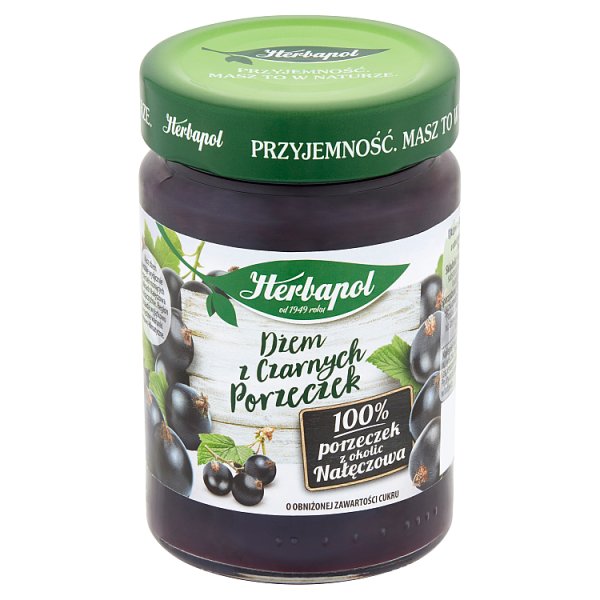 Herbapol
PRZYJEMNOŚĆ.
MASZ TO W NATURZE.
ZE.
Herbapol
PRZYJEMNOŚĆ. MASZ TO W
Herbapol
od 1949 roku
Dżem
z Czarnych
Porzeczek
100%
porzeczek
z okolic
Nałęczowa
O OBNIŻONEJ ZAWARTOŚCI CUKRU